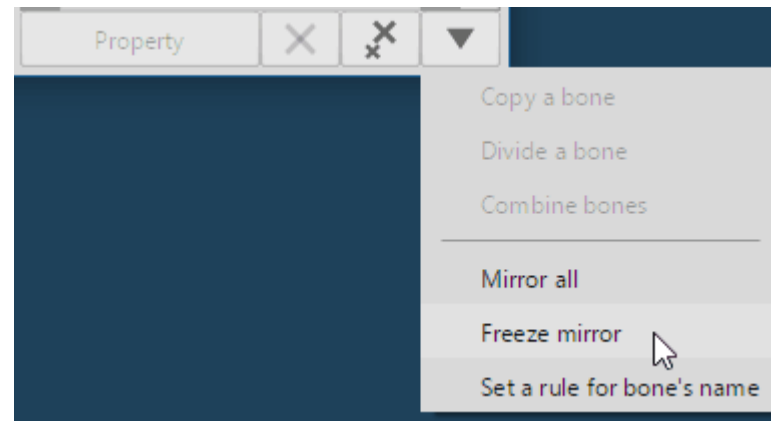 Property
Copy a bone
Divide a bone
Combine bones
Mirror all
Freeze mirror
Set a rule for bone's name